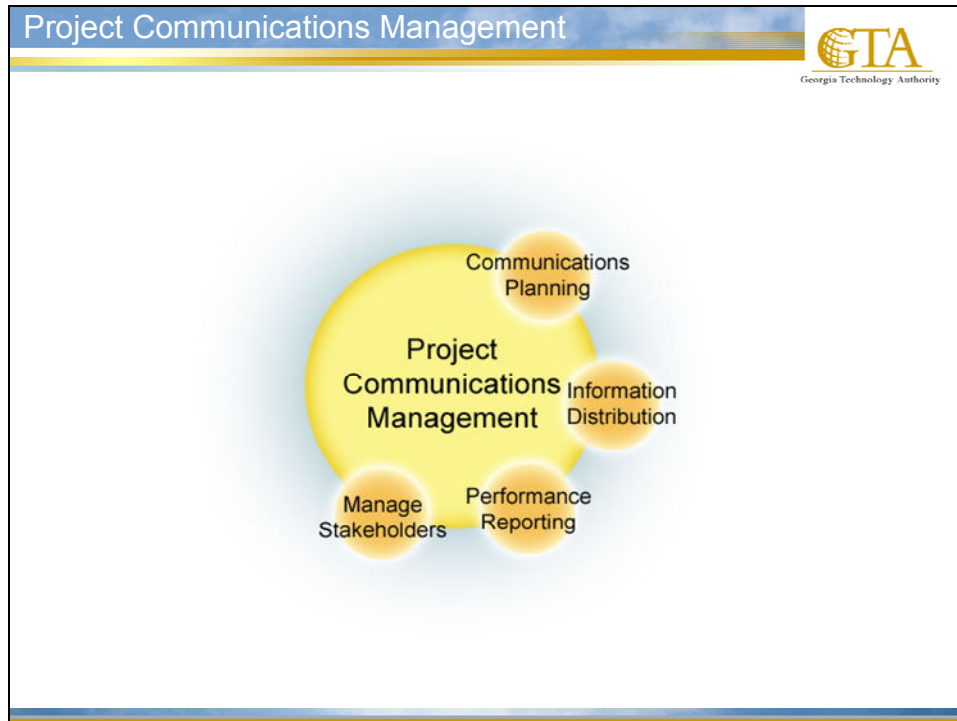 Project Communications Management
GTA
Georgia Technology Authority
Communications
Planning
Project
Communications
Management
Information
Distribution
Performance
Reporting
Manage
Stakeholders